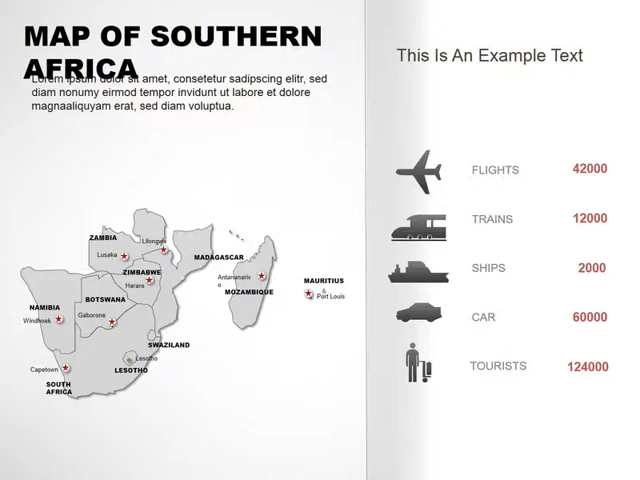 MAP OF SOUTHERN
AFRICA
Lorem ipsum dolor sit amet, consetetur sadipscing elitr, sed
diam nonumy eirmod tempor invidunt ut labore et dolore
magnaaliquyam erat, sed diam voluptua.
This Is An Example Text
FLIGHTS 42000
TRAINS 12000
SHIPS 2000
CAR 60000
TOURISTS 124000
ZAMBIA
Lilongwe
Lusaka
MADAGASCAR
ZIMBABWE
Harare
Antananariv
o
MOZAMBIQUE
MAURITIUS
Port Louis
BOTSWANA
NAMIBIA
Gaborone
Windhoek
SWAZILAND
Lesotho
LESOTHO
Capetown
SOUTH
AFRICA